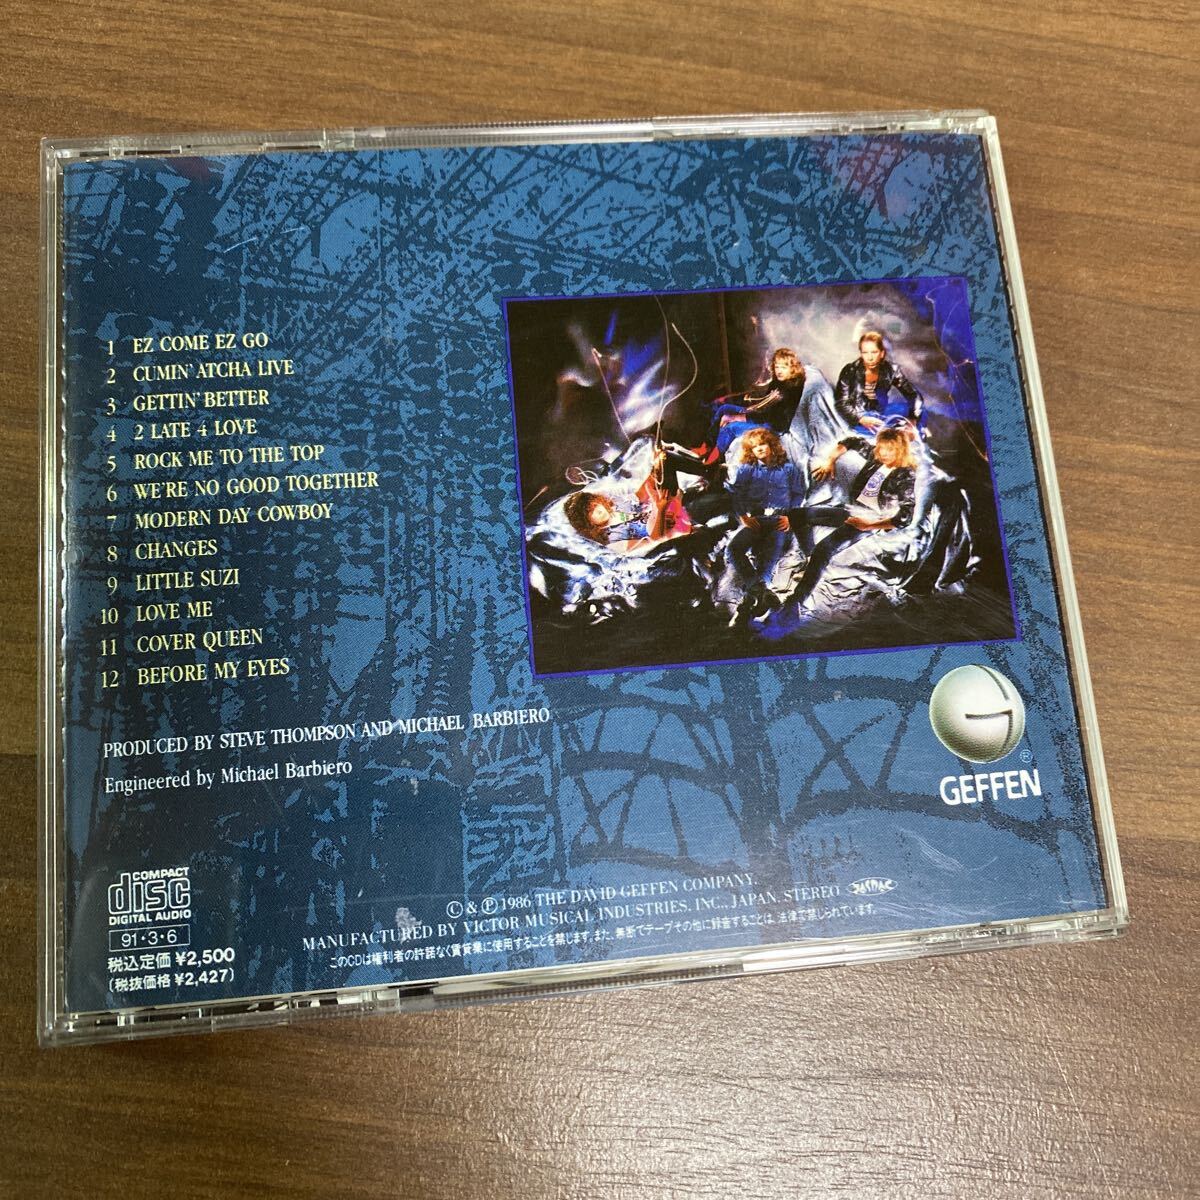 1 EZ COME EZ GO
2 CUMIN' ATCHA LIVE
3 GETTIN' BETTER
4 2 LATE 4 LOVE
5 ROCK ME TO THE TOP
6 WE'RE NO GOOD TOGETHER
7 MODERN DAY COWBOY
8 CHANGES
9 LITTLE SUZI
10 LOVE ME
11 COVER QUEEN
12 BEFORE MY EYES
PRODUCED BY STEVE THOMPSON AND MICHAEL BARBIERO
Engineered by Michael Barbiero
®
GEFFEN
COMPACT
disc
DIGITAL AUDIO
91・3・6
税込定価 ¥2,500
(税抜価格 ¥2,427)
© & ℗ 1986 THE DAVID GEFFEN COMPANY.
MANUFACTURED BY VICTOR MUSICAL INDUSTRIES, INC., JAPAN. STEREO JASRAC
このCDは権利者の許諾なく賃貸業に使用することを禁じます。また、無断でテープその他に録音することは、法律で禁じられています。